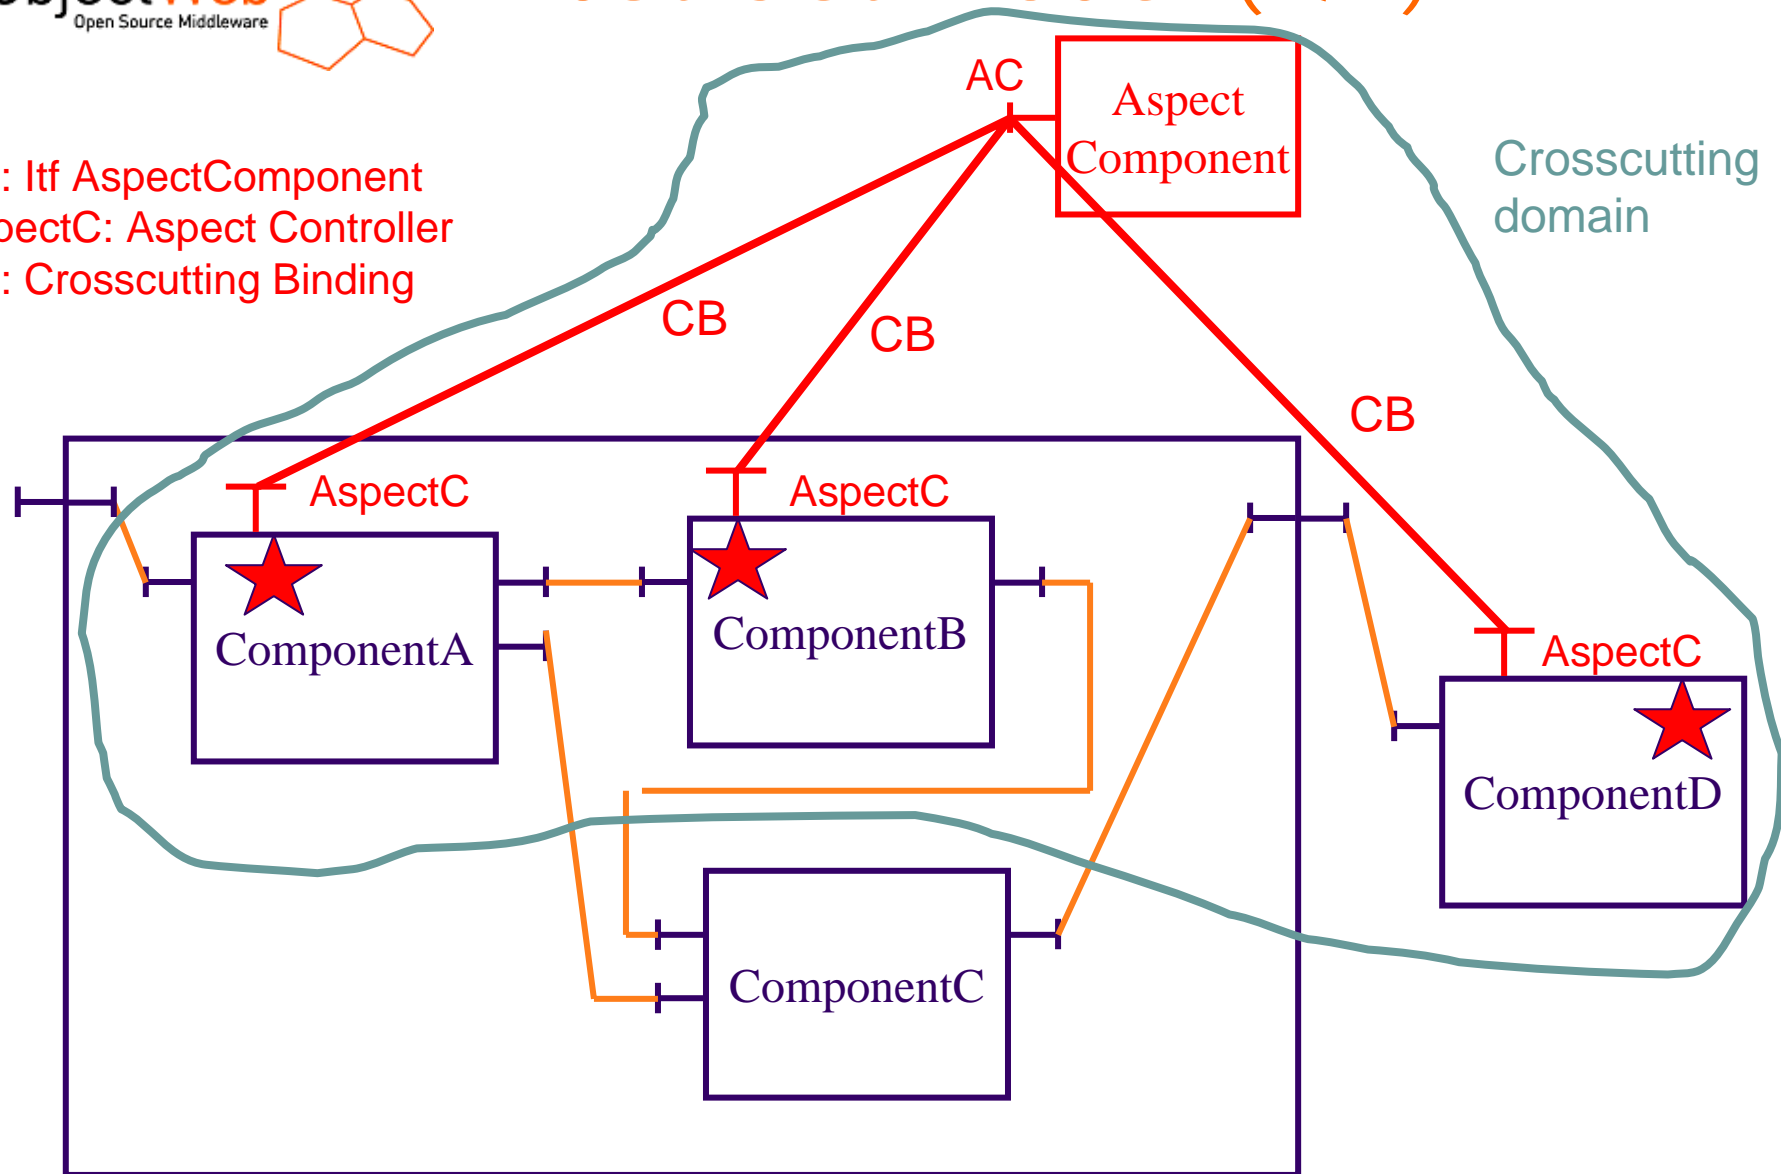 Open Source Middleware
AC
Aspect
Component
Crosscutting
domain
: Itf AspectComponent
pectC: Aspect Controller
: Crosscutting Binding
CB
CB
CB
AspectC
AspectC
AspectC
ComponentA
ComponentB
ComponentD
ComponentC